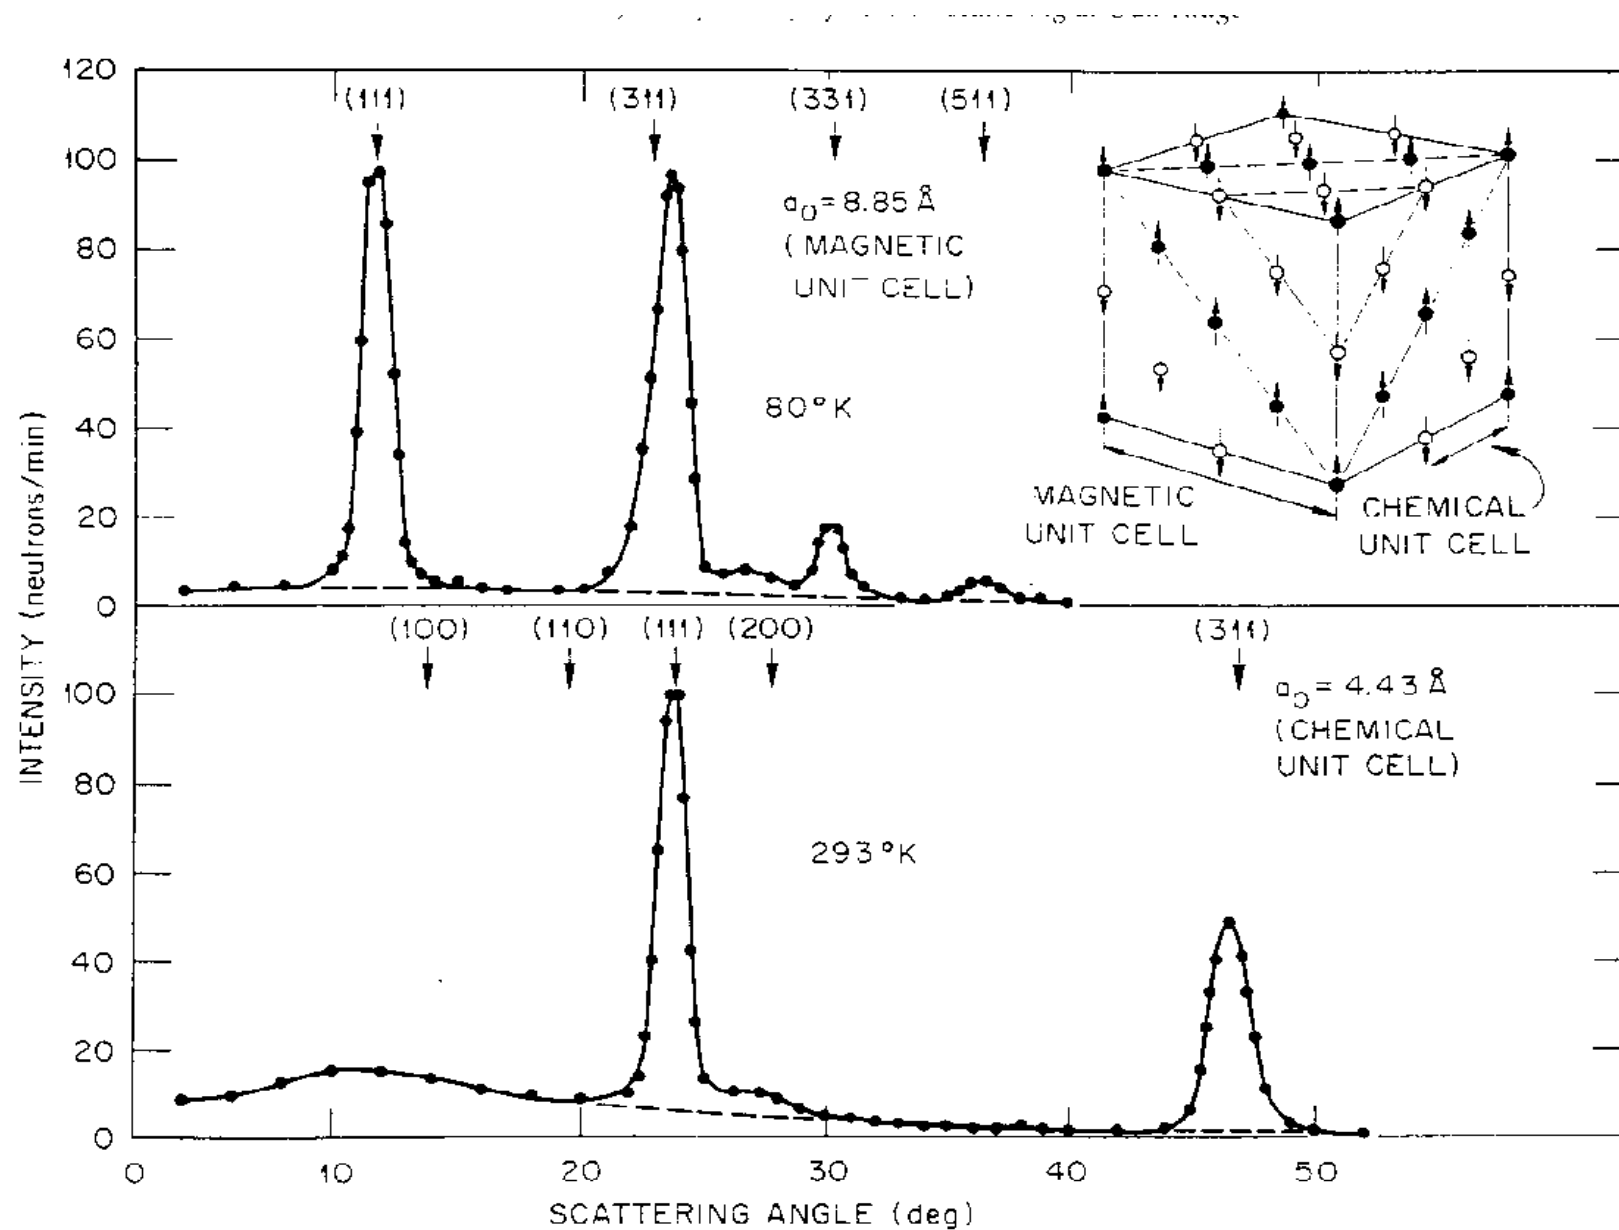 120
(111) (311) (331) (511)
100
a₀ = 8.85 Å
80
(MAGNETIC
UNIT CELL)
60
80°K
40
MAGNETIC
UNIT CELL
CHEMICAL
UNIT CELL
20
0
(100) (110) (111) (200) (311)
100
a₀ = 4.43 Å
(CHEMICAL
UNIT CELL)
80
293°K
60
40
20
0
INTENSITY (neutrons/min)
0 10 20 30 40 50
SCATTERING ANGLE (deg)